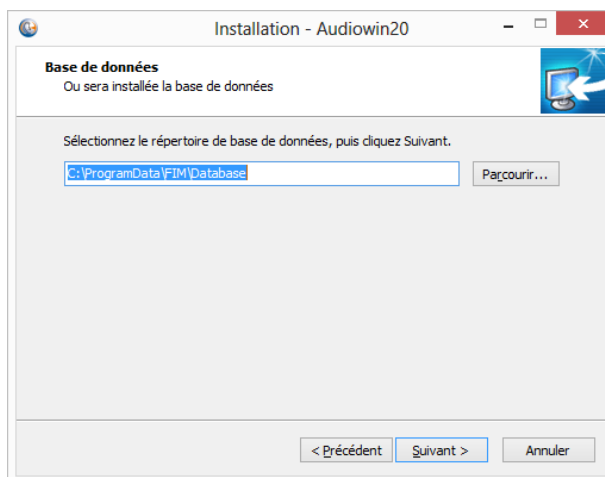 Installation - Audiowin20
Base de données
Ou sera installée la base de données
Sélectionnez le répertoire de base de données, puis cliquez Suivant.
C:\ProgramData\FIM\Database
Parcourir...
< Précédent
Suivant >
Annuler